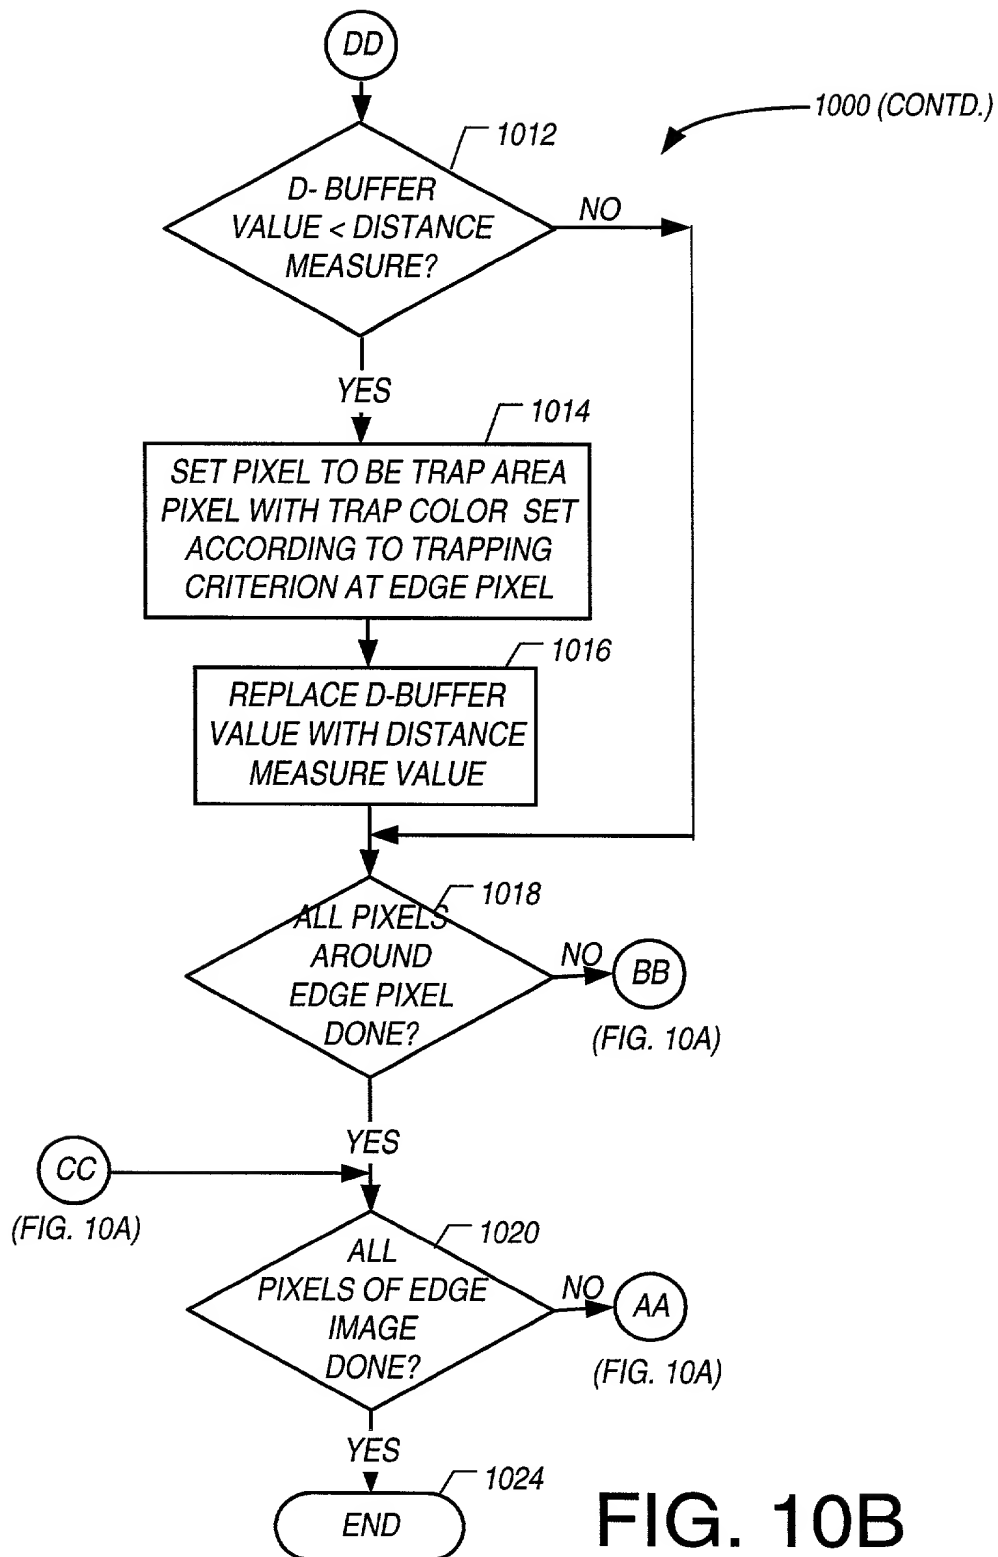 DD
1000 (CONTD.)
1012
D- BUFFER
VALUE < DISTANCE
MEASURE?
NO
YES
1014
SET PIXEL TO BE TRAP AREA
PIXEL WITH TRAP COLOR SET
ACCORDING TO TRAPPING
CRITERION AT EDGE PIXEL
1016
REPLACE D-BUFFER
VALUE WITH DISTANCE
MEASURE VALUE
1018
ALL PIXELS
AROUND
EDGE PIXEL
DONE?
NO
BB
(FIG. 10A)
YES
CC
(FIG. 10A)
1020
ALL
PIXELS OF EDGE
IMAGE
DONE?
NO
AA
(FIG. 10A)
YES
1024
END
FIG. 10B